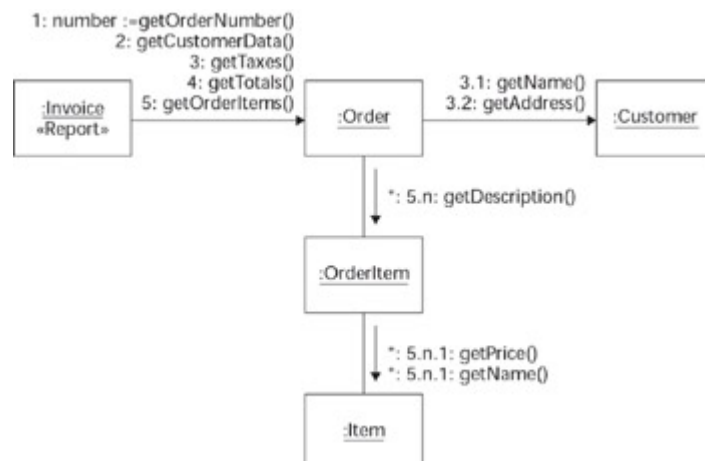 1: number :=getOrderNumber()
2: getCustomerData()
3: getTaxes()
4: getTotals()
5: getOrderItems()
3.1: getName()
3.2: getAddress()
:Invoice
«Report»
:Order
:Customer
*: 5.n: getDescription()
:OrderItem
*: 5.n.1: getPrice()
*: 5.n.1: getName()
:Item